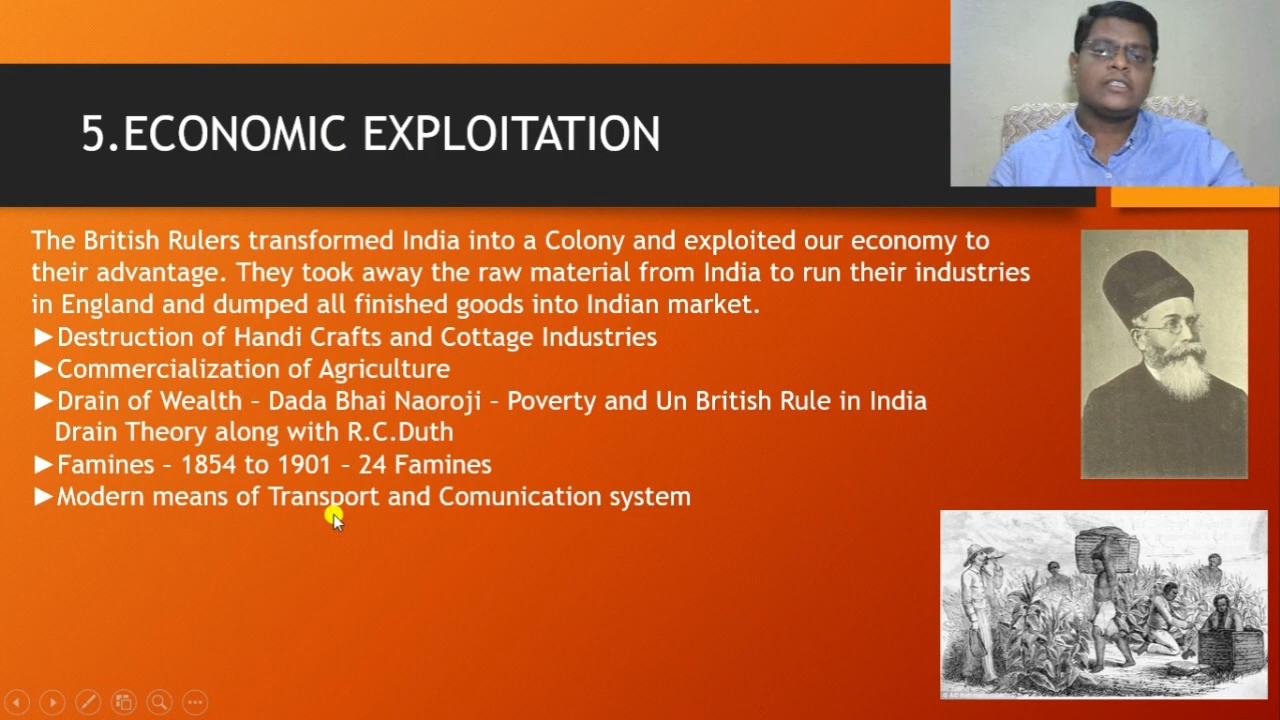 5.ECONOMIC EXPLOITATION
The British Rulers transformed India into a Colony and exploited our economy to
their advantage. They took away the raw material from India to run their industries
in England and dumped all finished goods into Indian market.
►Destruction of Handi Crafts and Cottage Industries
►Commercialization of Agriculture
►Drain of Wealth – Dada Bhai Naoroji – Poverty and Un British Rule in India
Drain Theory along with R.C.Duth
►Famines – 1854 to 1901 – 24 Famines
►Modern means of Transport and Comunication system